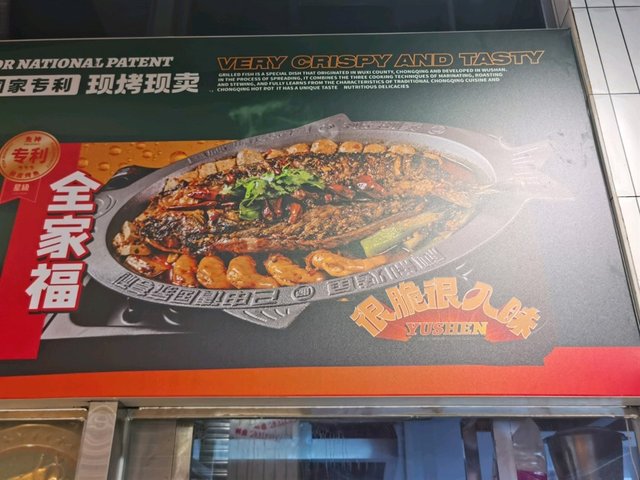 OR NATIONAL PATENT
国家专利 现烤现卖
VERY CRISPY AND TASTY
GRILLED FISH IS A SPECIAL DISH THAT ORIGINATED IN WUXI COUNTY, CHONGQING AND DEVELOPED IN WUSHAN.
IN THE PROCESS OF SPREADING, IT COMBINES THE THREE COOKING TECHNIQUES OF MARINATING, ROASTING
AND STEWING, AND FULLY LEARNS FROM THE CHARACTERISTICS OF TRADITIONAL CHONGQING CUISINE AND
CHONGQING HOT POT IT HAS A UNIQUE TASTE NUTRITIOUS DELICACIES
专利
星級
全家福
很脆很入味
YUSHEN